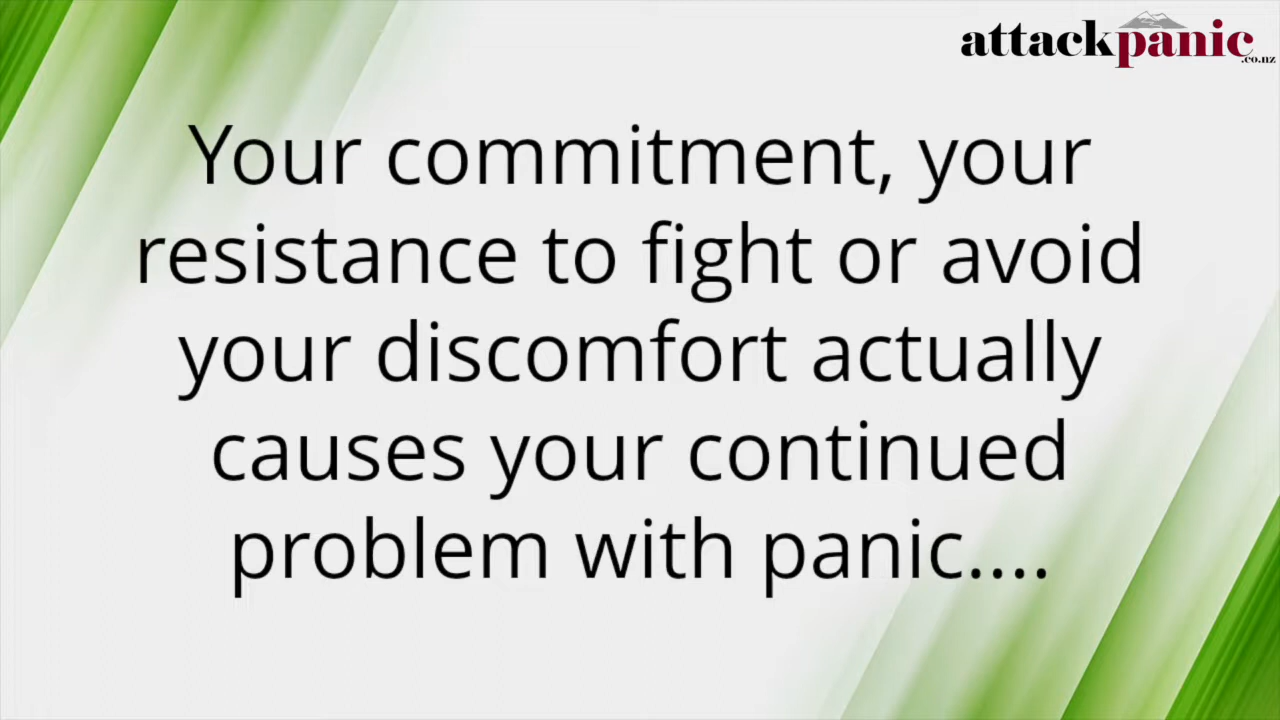 attackpanic
.co.nz
Your commitment, your
resistance to fight or avoid
your discomfort actually
causes your continued
problem with panic....